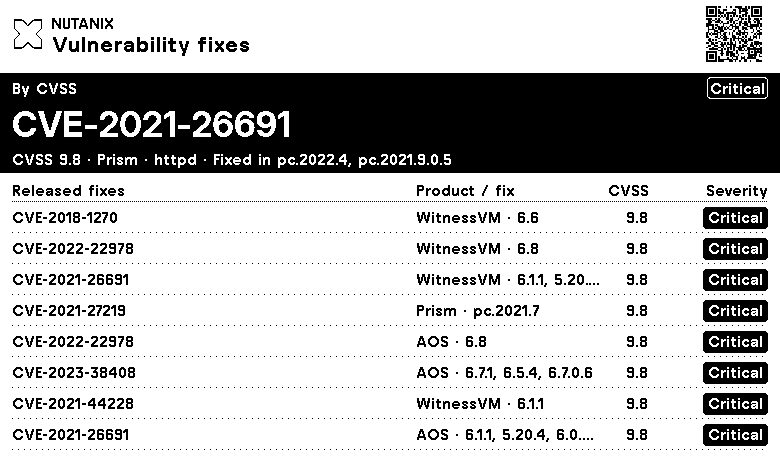 NUTANIX
Vulnerability fixes
By CVSS Critical
CVE-2021-26691
CVSS 9.8 · Prism · httpd · Fixed in pc.2022.4, pc.2021.9.0.5
Released fixes Product / fix CVSS Severity
CVE-2018-1270 WitnessVM · 6.6 9.8 Critical
CVE-2022-22978 WitnessVM · 6.8 9.8 Critical
CVE-2021-26691 WitnessVM · 6.1.1, 5.20.... 9.8 Critical
CVE-2021-27219 Prism · pc.2021.7 9.8 Critical
CVE-2022-22978 AOS · 6.8 9.8 Critical
CVE-2023-38408 AOS · 6.7.1, 6.5.4, 6.7.0.6 9.8 Critical
CVE-2021-44228 WitnessVM · 6.1.1 9.8 Critical
CVE-2021-26691 AOS · 6.1.1, 5.20.4, 6.0.... 9.8 Critical